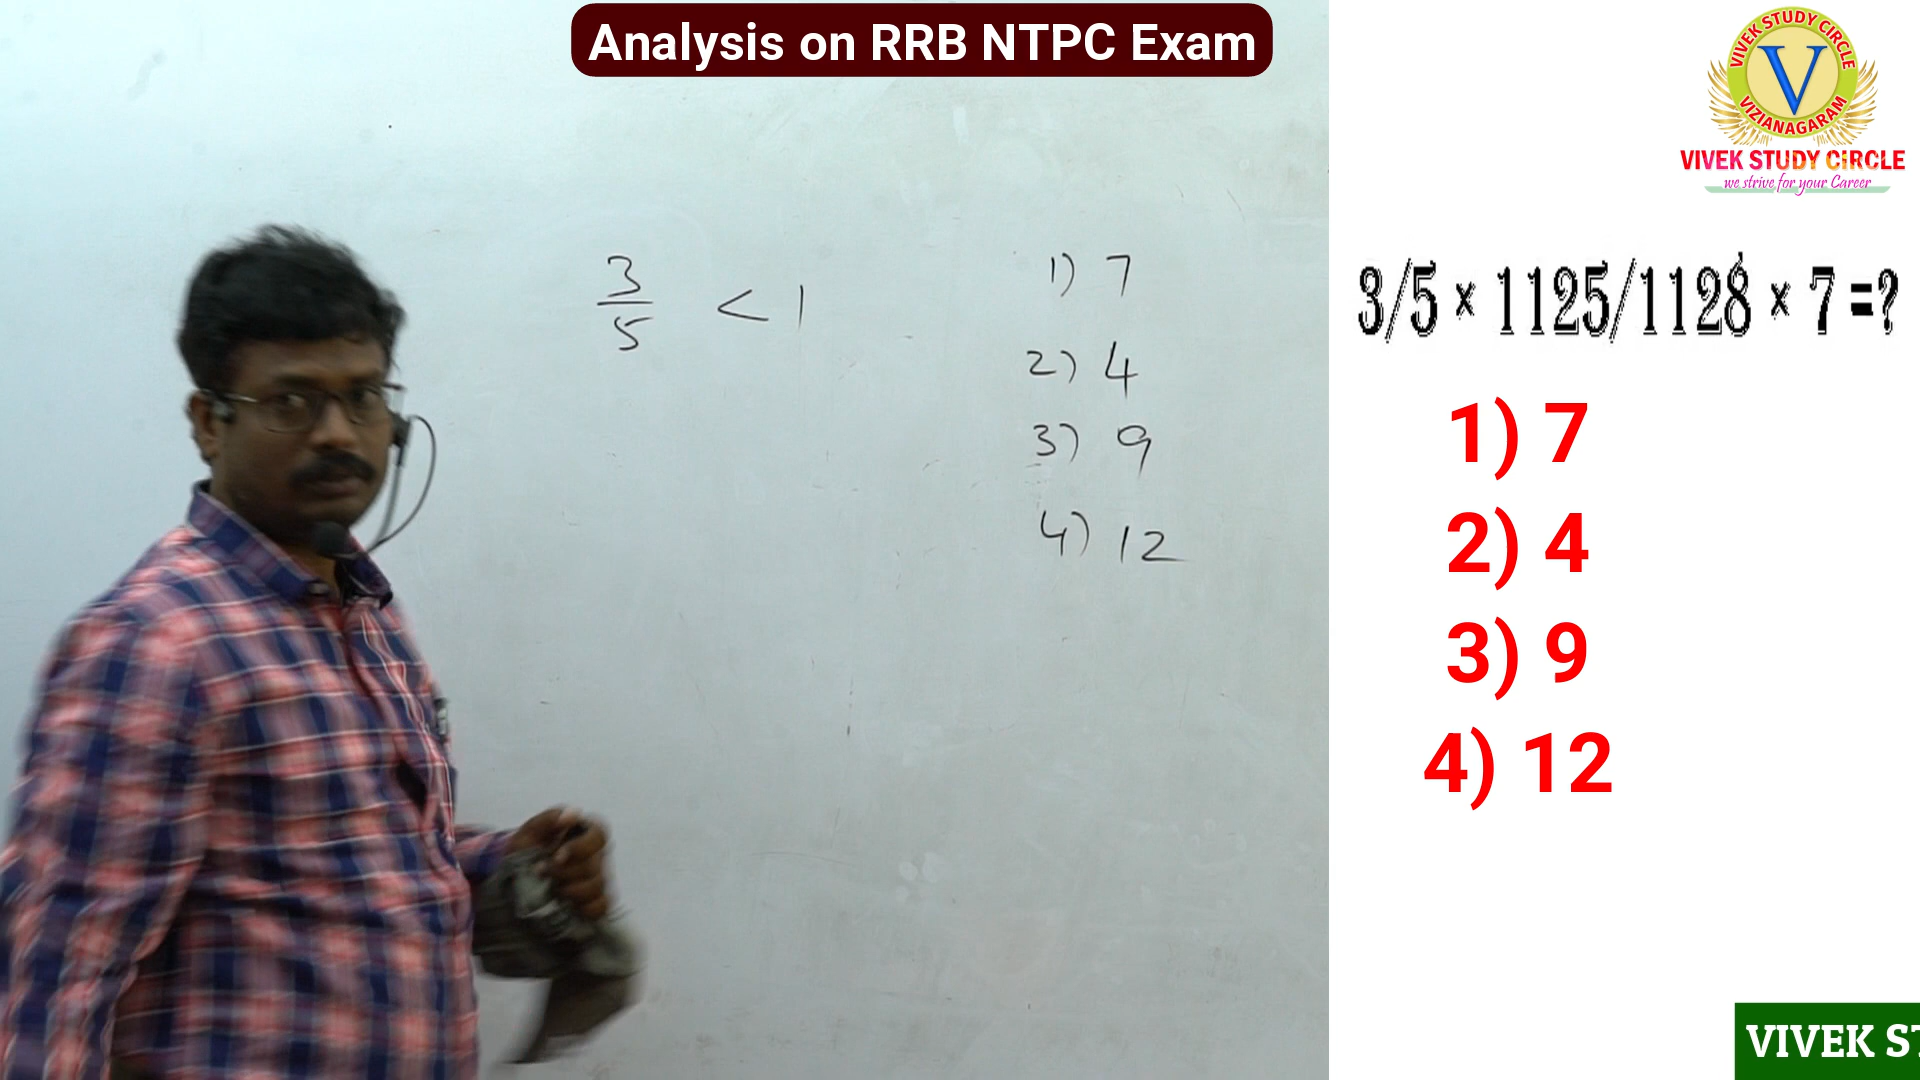 Analysis on RRB NTPC Exam
VIVEK STUDY CIRCLE
V
VIZIANAGARAM
VIVEK STUDY CIRCLE
we strive for your Career
3
5
< 1
1) 7
2) 4
3) 9
4) 12
3/5 × 1125/1128 × 7 =?
1) 7
2) 4
3) 9
4) 12
VIVEK ST